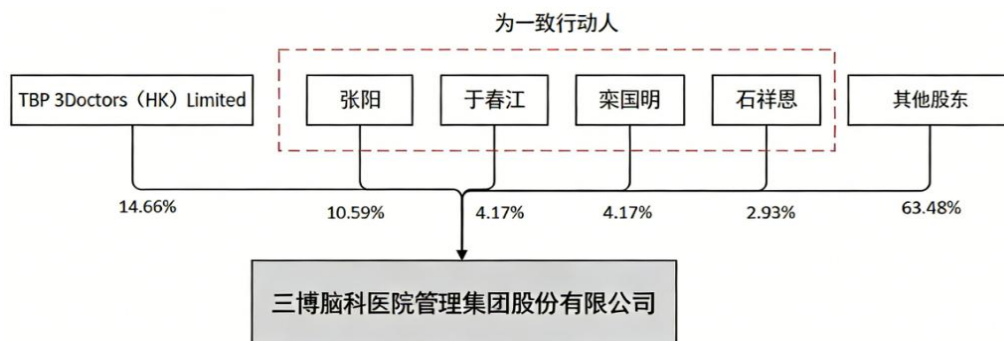 为一致行动人
TBP 3Doctors（HK）Limited
张阳
于春江
栾国明
石祥恩
其他股东
14.66%
10.59%
4.17%
4.17%
2.93%
63.48%
三博脑科医院管理集团股份有限公司